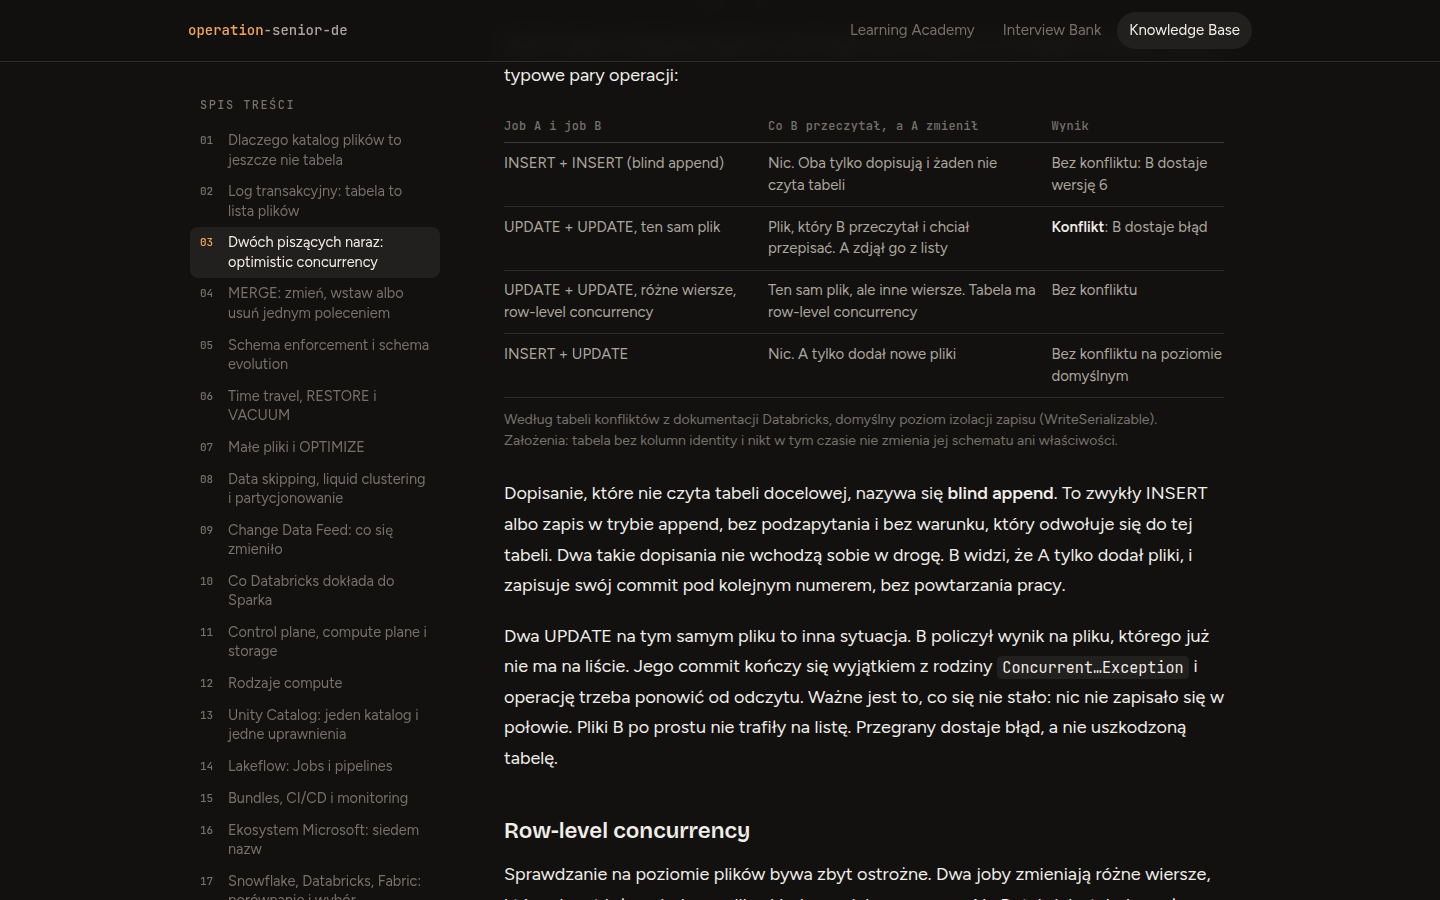 operation-senior-de
Learning Academy
Interview Bank
Knowledge Base
SPIS TREŚCI
01 Dlaczego katalog plików to
jeszcze nie tabela
02 Log transakcyjny: tabela to
lista plików
03 Dwóch piszących naraz:
optimistic concurrency
04 MERGE: zmień, wstaw albo
usuń jednym poleceniem
05 Schema enforcement i schema
evolution
06 Time travel, RESTORE i
VACUUM
07 Małe pliki i OPTIMIZE
08 Data skipping, liquid clustering
i partycjonowanie
09 Change Data Feed: co się
zmieniło
10 Co Databricks dokłada do
Sparka
11 Control plane, compute plane i
storage
12 Rodzaje compute
13 Unity Catalog: jeden katalog i
jedne uprawnienia
14 Lakeflow: Jobs i pipelines
15 Bundles, CI/CD i monitoring
16 Ekosystem Microsoft: siedem
nazw
17 Snowflake, Databricks, Fabric:
typowe pary operacji:
Job A i job B
Co B przeczytał, a A zmienił
Wynik
INSERT + INSERT (blind append)
Nic. Oba tylko dopisują i żaden nie
czyta tabeli
Bez konfliktu: B dostaje
wersję 6
UPDATE + UPDATE, ten sam plik
Plik, który B przeczytał i chciał
przepisać. A zdjął go z listy
Konflikt: B dostaje błąd
UPDATE + UPDATE, różne wiersze,
row-level concurrency
Ten sam plik, ale inne wiersze. Tabela ma
row-level concurrency
Bez konfliktu
INSERT + UPDATE
Nic. A tylko dodał nowe pliki
Bez konfliktu na poziomie
domyślnym
Według tabeli konfliktów z dokumentacji Databricks, domyślny poziom izolacji zapisu (WriteSerializable).
Założenia: tabela bez kolumn identity i nikt w tym czasie nie zmienia jej schematu ani właściwości.
Dopisanie, które nie czyta tabeli docelowej, nazywa się blind append. To zwykły INSERT
albo zapis w trybie append, bez podzapytania i bez warunku, który odwołuje się do tej
tabeli. Dwa takie dopisania nie wchodzą sobie w drogę. B widzi, że A tylko dodał pliki, i
zapisuje swój commit pod kolejnym numerem, bez powtarzania pracy.
Dwa UPDATE na tym samym pliku to inna sytuacja. B policzył wynik na pliku, którego już
nie ma na liście. Jego commit kończy się wyjątkiem z rodziny Concurrent…Exception i
operację trzeba ponowić od odczytu. Ważne jest to, co się nie stało: nic nie zapisało się w
połowie. Pliki B po prostu nie trafiły na listę. Przegrany dostaje błąd, a nie uszkodzoną
tabelę.
Row-level concurrency
Sprawdzanie na poziomie plików bywa zbyt ostrożne. Dwa joby zmieniają różne wiersze,